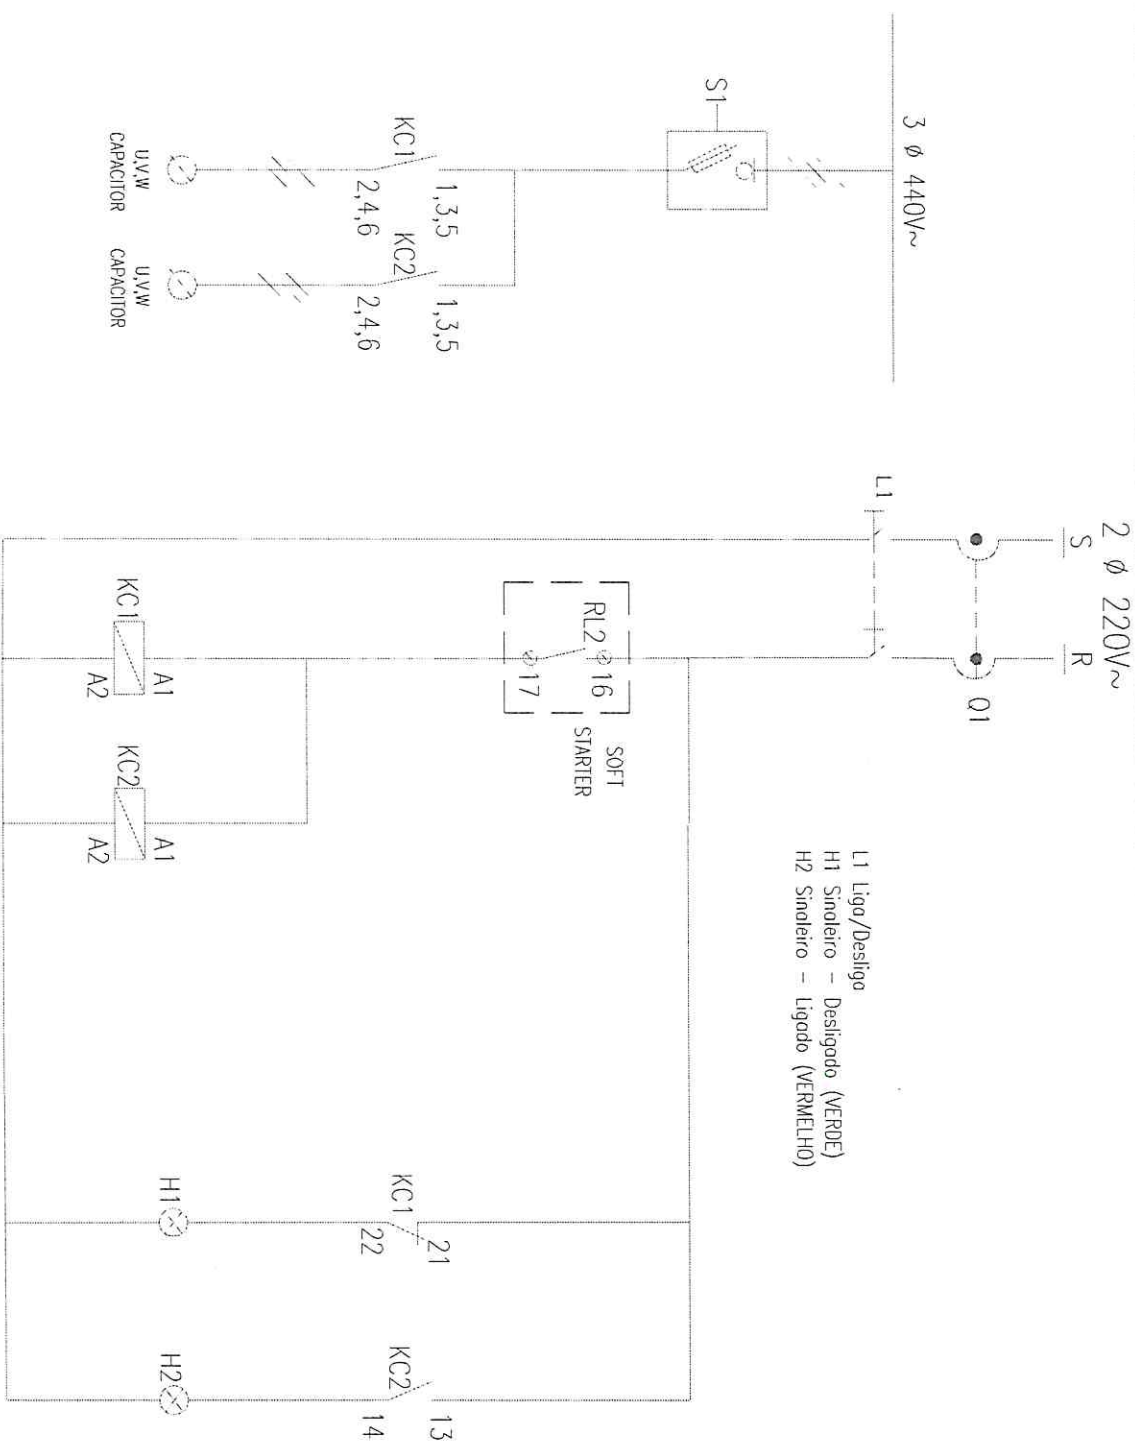 3 ø 440V~
S1
KC1
1,3,5
2,4,6
KC2
1,3,5
2,4,6
U,V,W
CAPACITOR
U,V,W
CAPACITOR
2 ø 220V~
S
R
Q1
L1
RL2
16
17
SOFT
STARTER
KC1
A1
A2
KC2
A1
A2
L1 Liga/Desliga
H1 Sinaleiro - Desligado (VERDE)
H2 Sinaleiro - Ligado (VERMELHO)
KC1
21
22
H1
KC2
13
14
H2